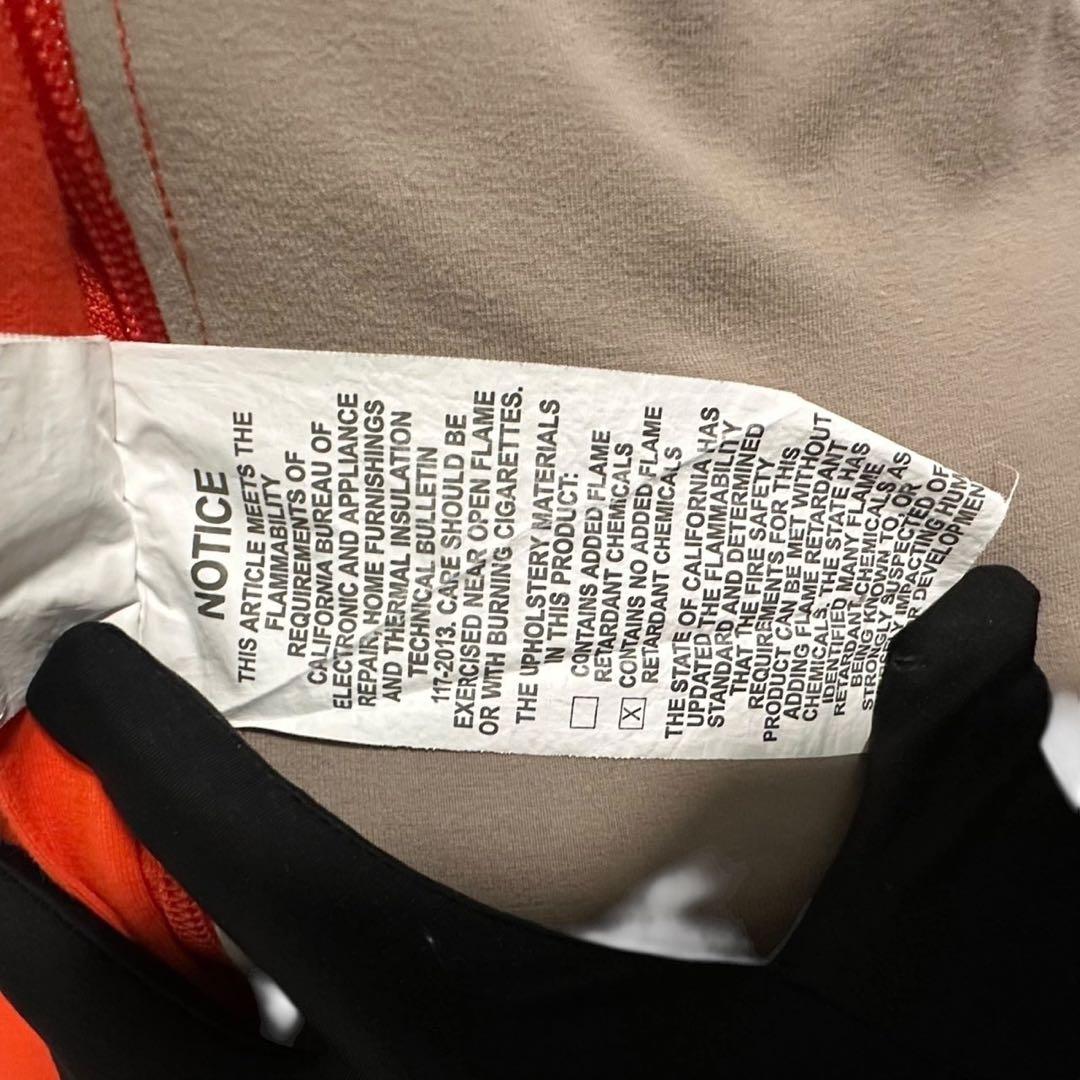 NOTICE
THIS ARTICLE MEETS THE
FLAMMABILITY
REQUIREMENTS OF
CALIFORNIA BUREAU OF
ELECTRONIC AND APPLIANCE
REPAIR, HOME FURNISHINGS
AND THERMAL INSULATION
TECHNICAL BULLETIN
117-2013. CARE SHOULD BE
EXERCISED NEAR OPEN FLAME
OR WITH BURNING CIGARETTES.
THE UPHOLSTERY MATERIALS
IN THIS PRODUCT:
CONTAINS ADDED FLAME
RETARDANT CHEMICALS
X CONTAINS NO ADDED FLAME
RETARDANT CHEMICALS
THE STATE OF CALIFORNIA HAS
UPDATED THE FLAMMABILITY
STANDARD AND DETERMINED
THAT THE FIRE SAFETY
REQUIREMENTS FOR THIS
PRODUCT CAN BE MET WITHOUT
ADDING FLAME RETARDANT
CHEMICALS. THE STATE HAS
IDENTIFIED MANY FLAME
RETARDANT CHEMICALS AS
BEING KNOWN TO, OR
STRONGLY SUSPECTED OF
IMPACTING
DEVELOPMEN